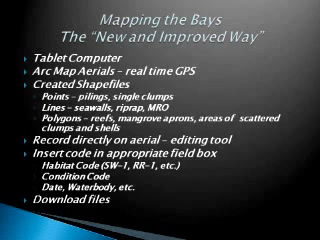 Mapping the Bays
The “New and Improved Way”
Tablet Computer
Arc Map Aerials – real time GPS
Created Shapefiles
Points – pilings, single clumps
Lines – seawalls, riprap, MRO
Polygons – reefs, mangrove aprons, areas of scattered
clumps and shells
Record directly on aerial – editing tool
Insert code in appropriate field box
Habitat Code (SW-1, RR-1, etc.)
Condition Code
Date, Waterbody, etc.
Download files